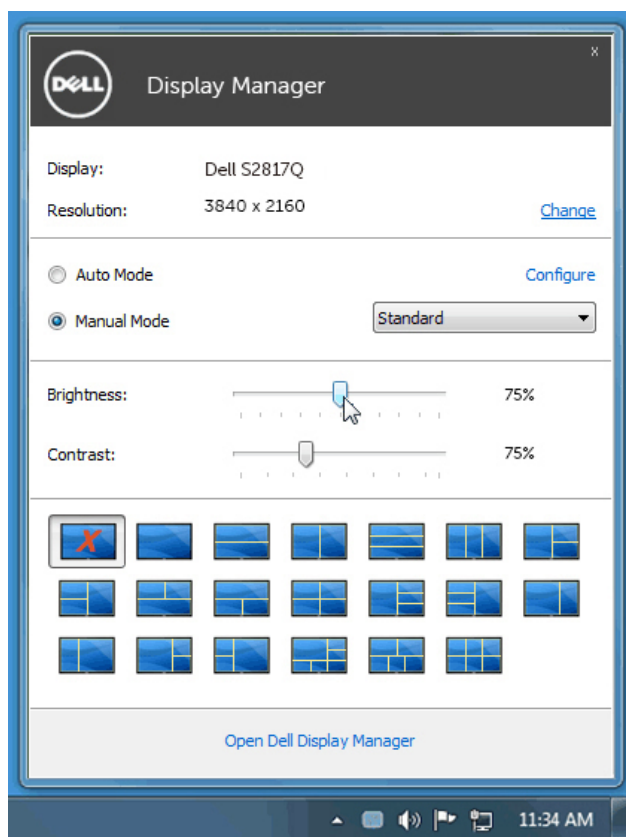 DELL
Display Manager
x
Display: Dell S2817Q
Resolution: 3840 x 2160 Change
Auto Mode Configure
Manual Mode Standard
Brightness: 75%
Contrast: 75%
X
Open Dell Display Manager
11:34 AM